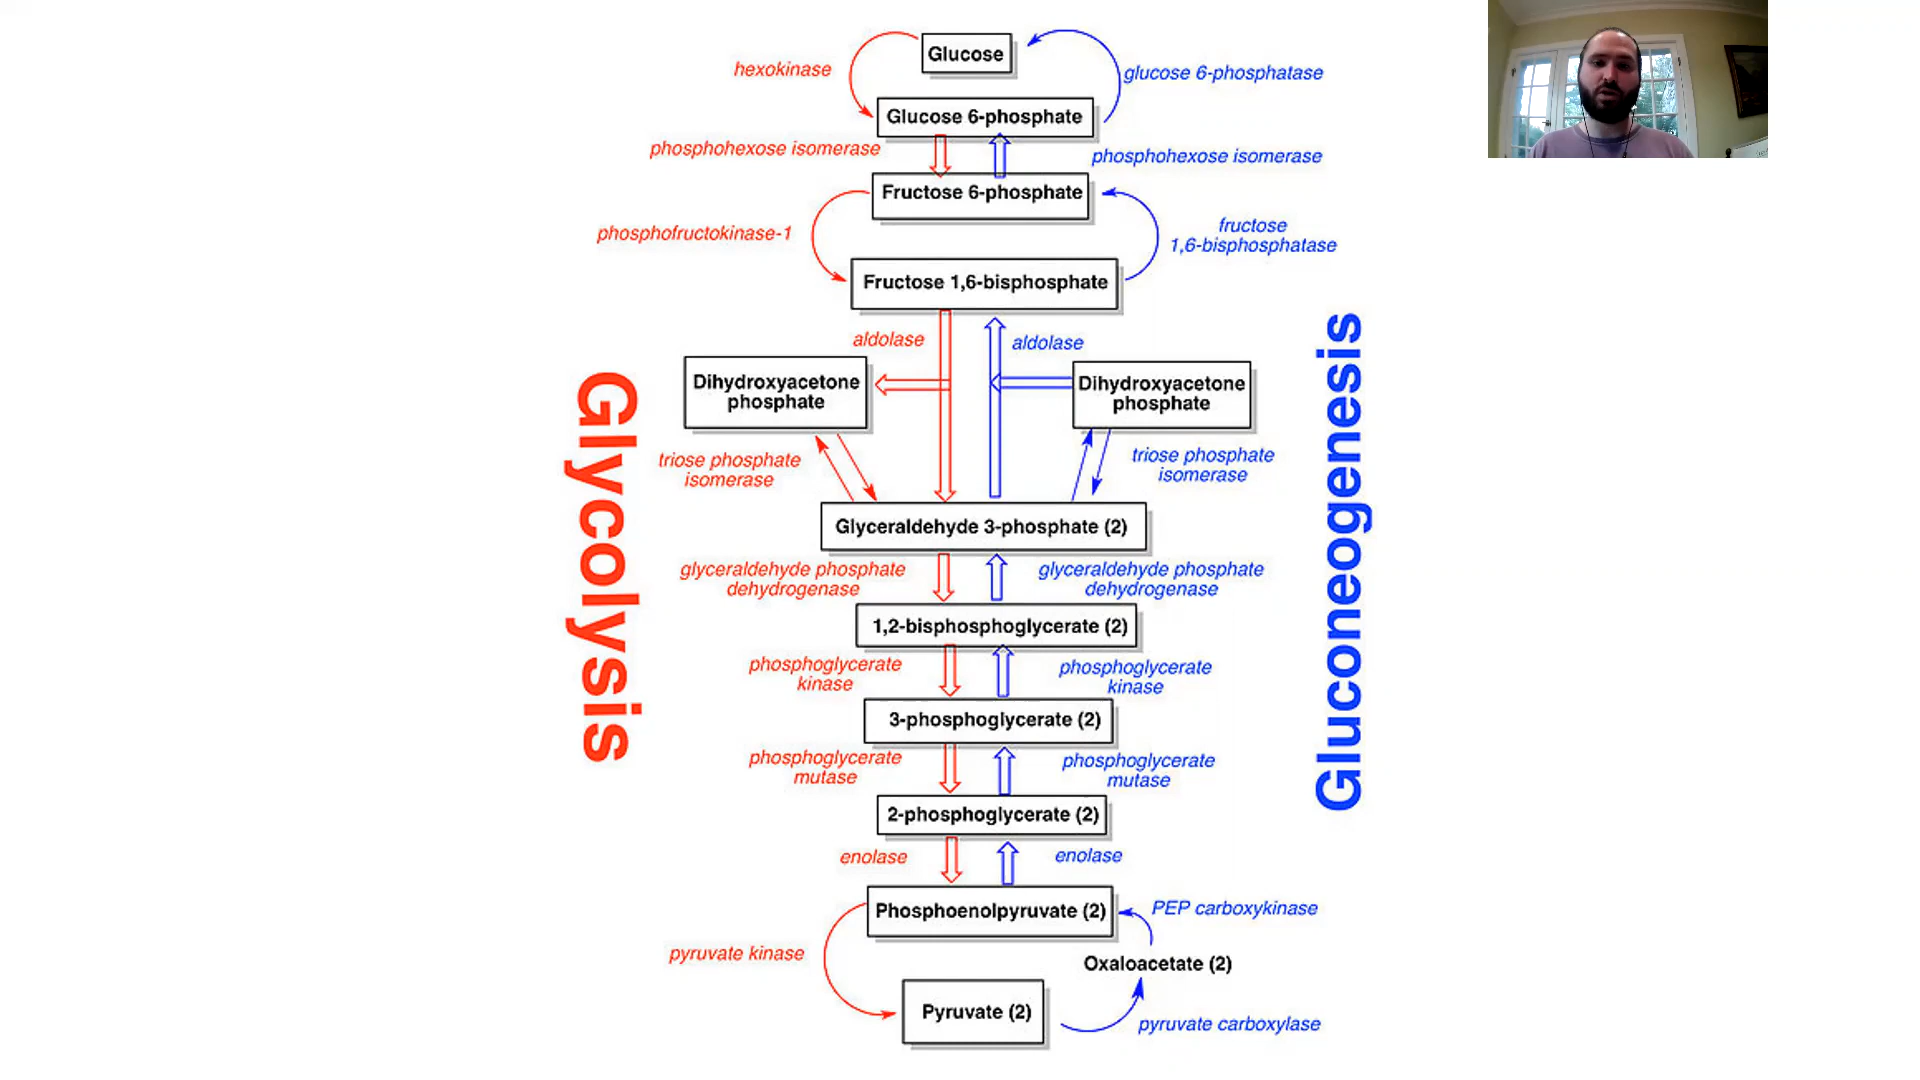 Glucose
hexokinase
glucose 6-phosphatase
Glucose 6-phosphate
phosphohexose isomerase
phosphohexose isomerase
Fructose 6-phosphate
phosphofructokinase-1
fructose
1,6-bisphosphatase
Fructose 1,6-bisphosphate
aldolase
aldolase
Dihydroxyacetone
phosphate
Dihydroxyacetone
phosphate
triose phosphate
isomerase
triose phosphate
isomerase
Glycolysis
Gluconeogenesis
Glyceraldehyde 3-phosphate (2)
glyceraldehyde phosphate
dehydrogenase
glyceraldehyde phosphate
dehydrogenase
1,2-bisphosphoglycerate (2)
phosphoglycerate
kinase
phosphoglycerate
kinase
3-phosphoglycerate (2)
phosphoglycerate
mutase
phosphoglycerate
mutase
2-phosphoglycerate (2)
enolase
enolase
Phosphoenolpyruvate (2)
PEP carboxykinase
pyruvate kinase
Oxaloacetate (2)
Pyruvate (2)
pyruvate carboxylase